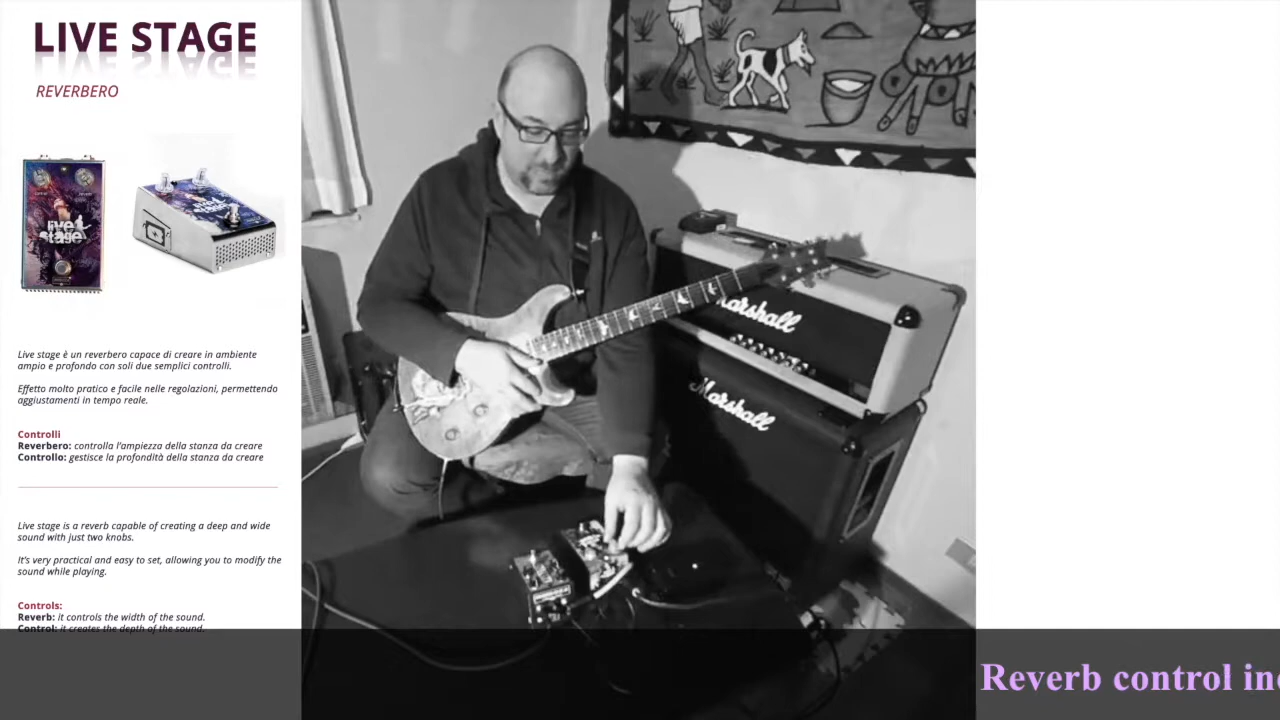 LIVE STAGE
REVERBERO
live
stage
Live stage è un reverbero capace di creare in ambiente
ampio e profondo con soli due semplici controlli.
Effetto molto pratico e facile nelle regolazioni, permettendo
aggiustamenti in tempo reale.
Controlli
Reverbero: controlla l'ampiezza della stanza da creare
Controllo: gestisce la profondità della stanza da creare
Live stage is a reverb capable of creating a deep and wide
sound with just two knobs.
It's very practical and easy to set, allowing you to modify the
sound while playing.
Controls:
Reverb: it controls the width of the sound.
Control: it creates the depth of the sound.
Marshall
Marshall
Reverb control in